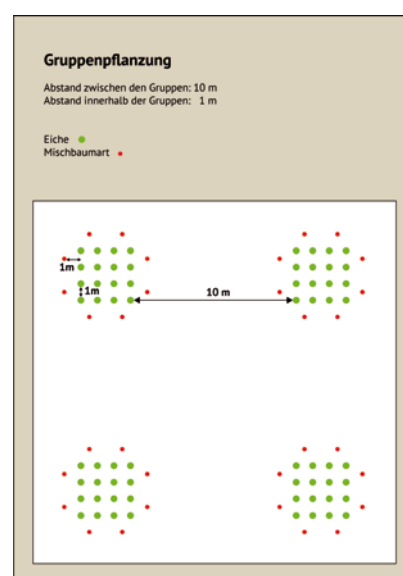 Gruppenpflanzung
Abstand zwischen den Gruppen: 10 m
Abstand innerhalb der Gruppen: 1 m
Eiche
Mischbaumart
1m
1m
10 m